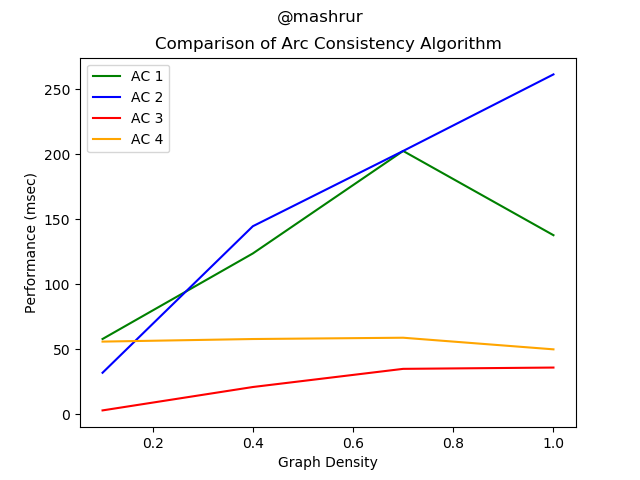 @mashrur
Comparison of Arc Consistency Algorithm
AC 1
AC 2
AC 3
AC 4
Performance (msec)
250
200
150
100
50
0
0.2 0.4 0.6 0.8 1.0
Graph Density